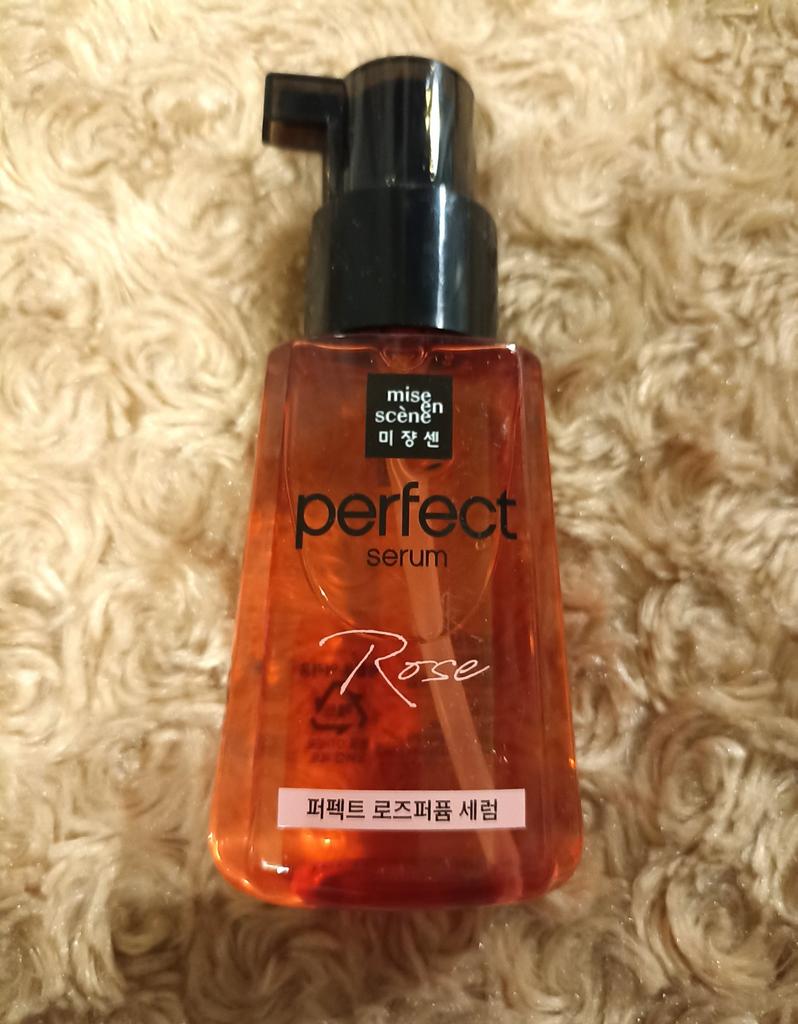 mise
en
scène
미쟝센
perfect
serum
Rose
퍼펙트 로즈퍼퓸 세럼